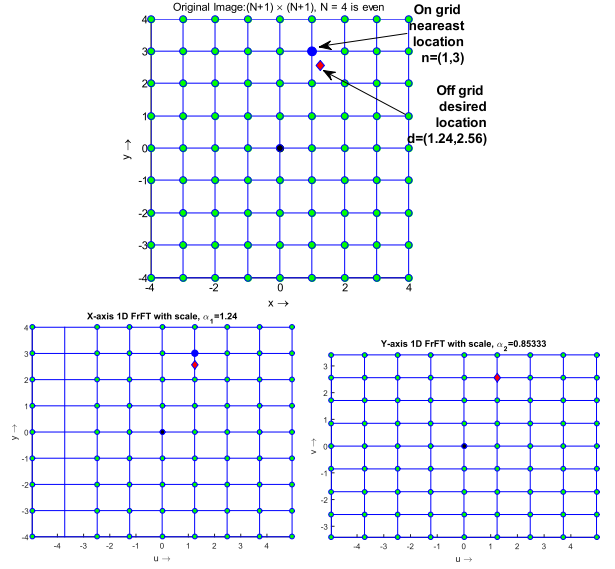 Original Image:(N+1) × (N+1), N = 4 is even
On grid
neareast
location
n=(1,3)
Off grid
desired
location
d=(1.24,2.56)
4
3
2
1
0
-1
-2
-3
-4
y →
-4
-2
0
2
4
x →
X-axis 1D FrFT with scale, α1=1.24
4
3
2
1
0
-1
-2
-3
-4
y →
-4
-2
0
2
4
u →
Y-axis 1D FrFT with scale, α2=0.85333
3
2
1
0
-1
-2
-3
v →
-4
-2
0
2
4
u →